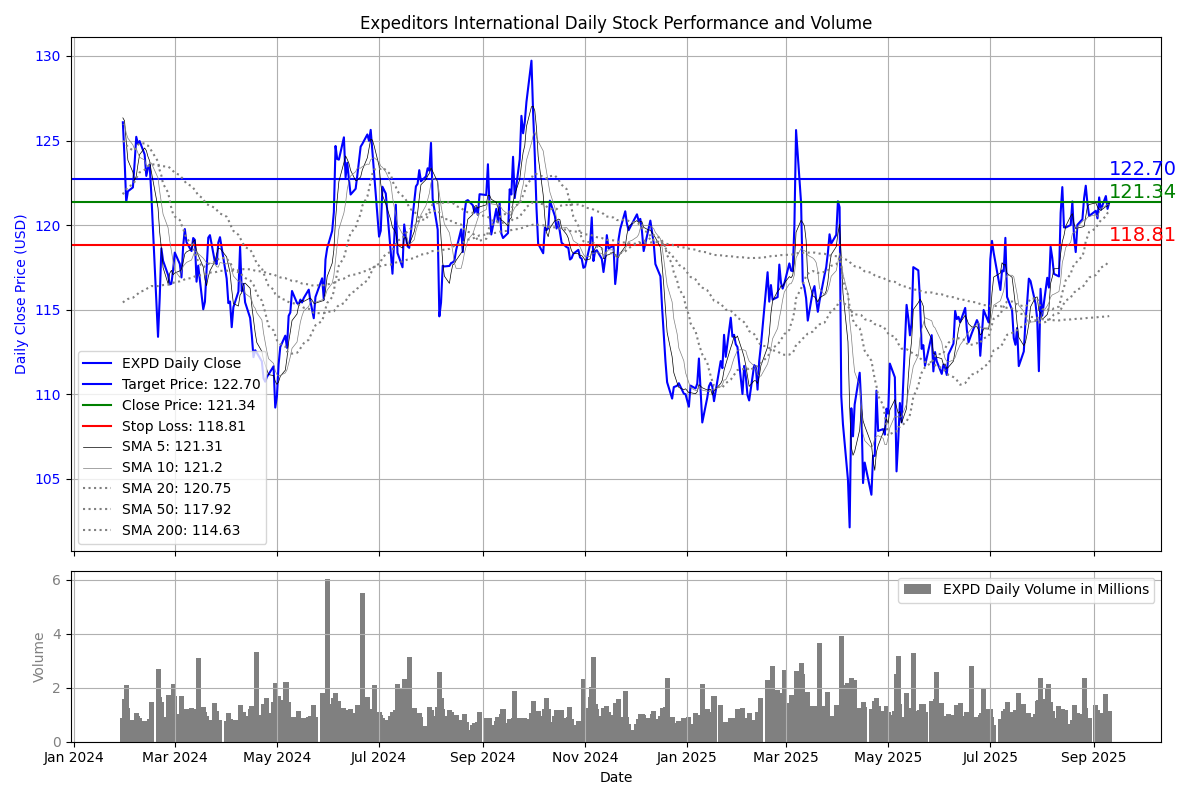 Expeditors International Daily Stock Performance and Volume
130
125
120
115
110
105
Daily Close Price (USD)
122.70
121.34
118.81
EXPD Daily Close
Target Price: 122.70
Close Price: 121.34
Stop Loss: 118.81
SMA 5: 121.31
SMA 10: 121.2
SMA 20: 120.75
SMA 50: 117.92
SMA 200: 114.63
6
4
2
0
Volume
EXPD Daily Volume in Millions
Jan 2024 Mar 2024 May 2024 Jul 2024 Sep 2024 Nov 2024 Jan 2025 Mar 2025 May 2025 Jul 2025 Sep 2025
Date